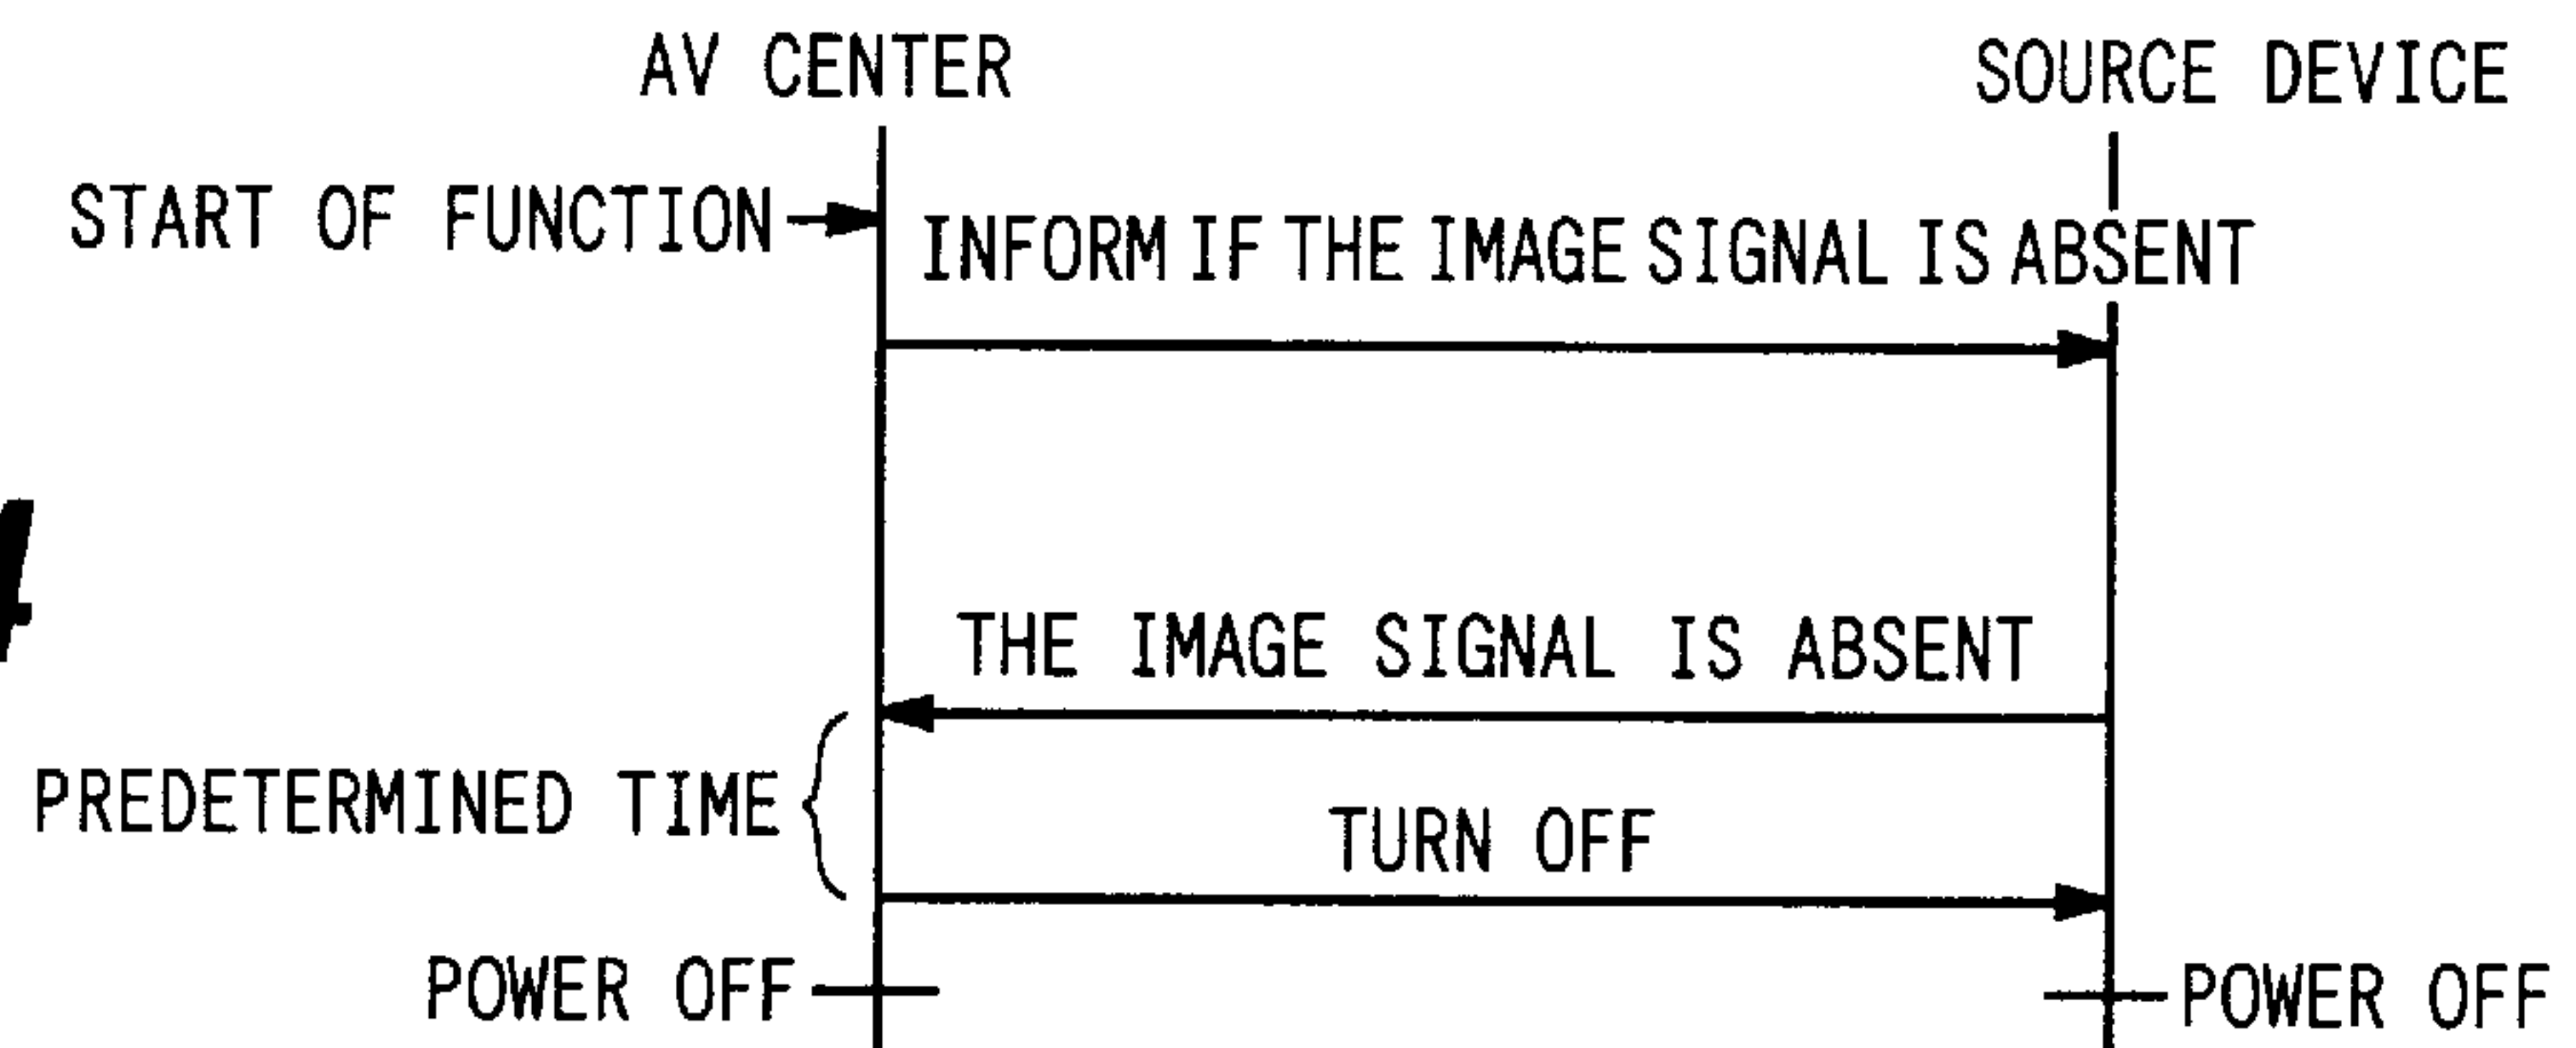 AV CENTER
SOURCE DEVICE
START OF FUNCTION
INFORM IF THE IMAGE SIGNAL IS ABSENT
THE IMAGE SIGNAL IS ABSENT
PREDETERMINED TIME
TURN OFF
POWER OFF
POWER OFF